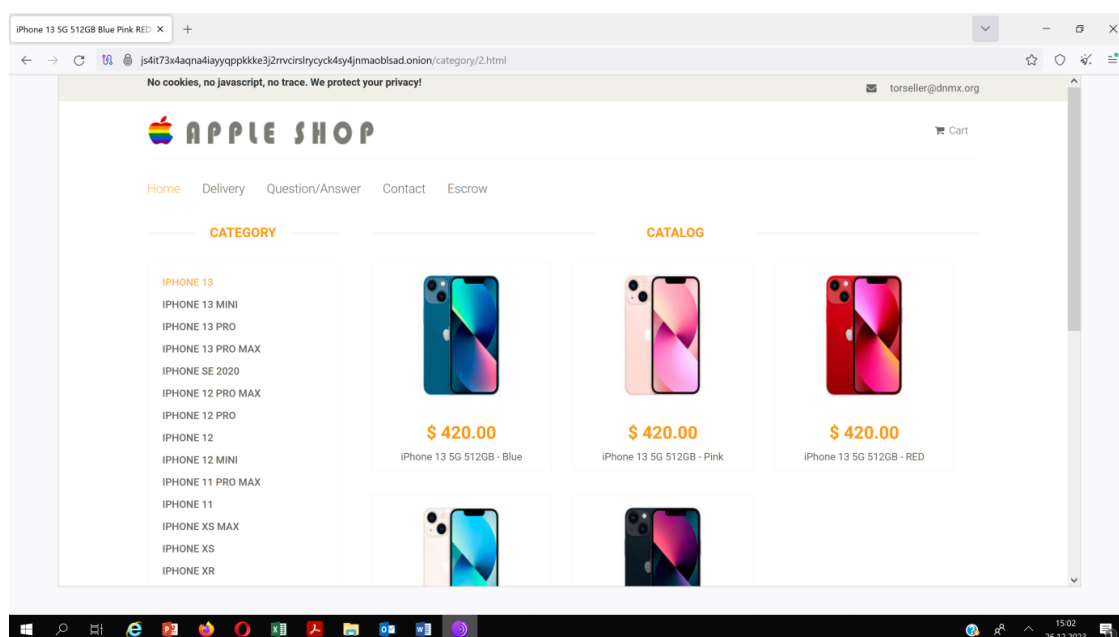 iPhone 13 5G 512GB Blue Pink RED
js4it73x4aqna4iayyqppkkke3j2rrvcirslrycyck4sy4jnmaoblsad.onion/category/2.html
No cookies, no javascript, no trace. We protect your privacy!
torseller@dnmx.org
APPLE SHOP
Cart
Home Delivery Question/Answer Contact Escrow
CATEGORY
CATALOG
IPHONE 13
IPHONE 13 MINI
IPHONE 13 PRO
IPHONE 13 PRO MAX
IPHONE SE 2020
IPHONE 12 PRO MAX
IPHONE 12 PRO
IPHONE 12
IPHONE 12 MINI
IPHONE 11 PRO MAX
IPHONE 11
IPHONE XS MAX
IPHONE XS
IPHONE XR
$ 420.00 $ 420.00 $ 420.00
iPhone 13 5G 512GB - Blue iPhone 13 5G 512GB - Pink iPhone 13 5G 512GB - RED
15:02
26.12.2023